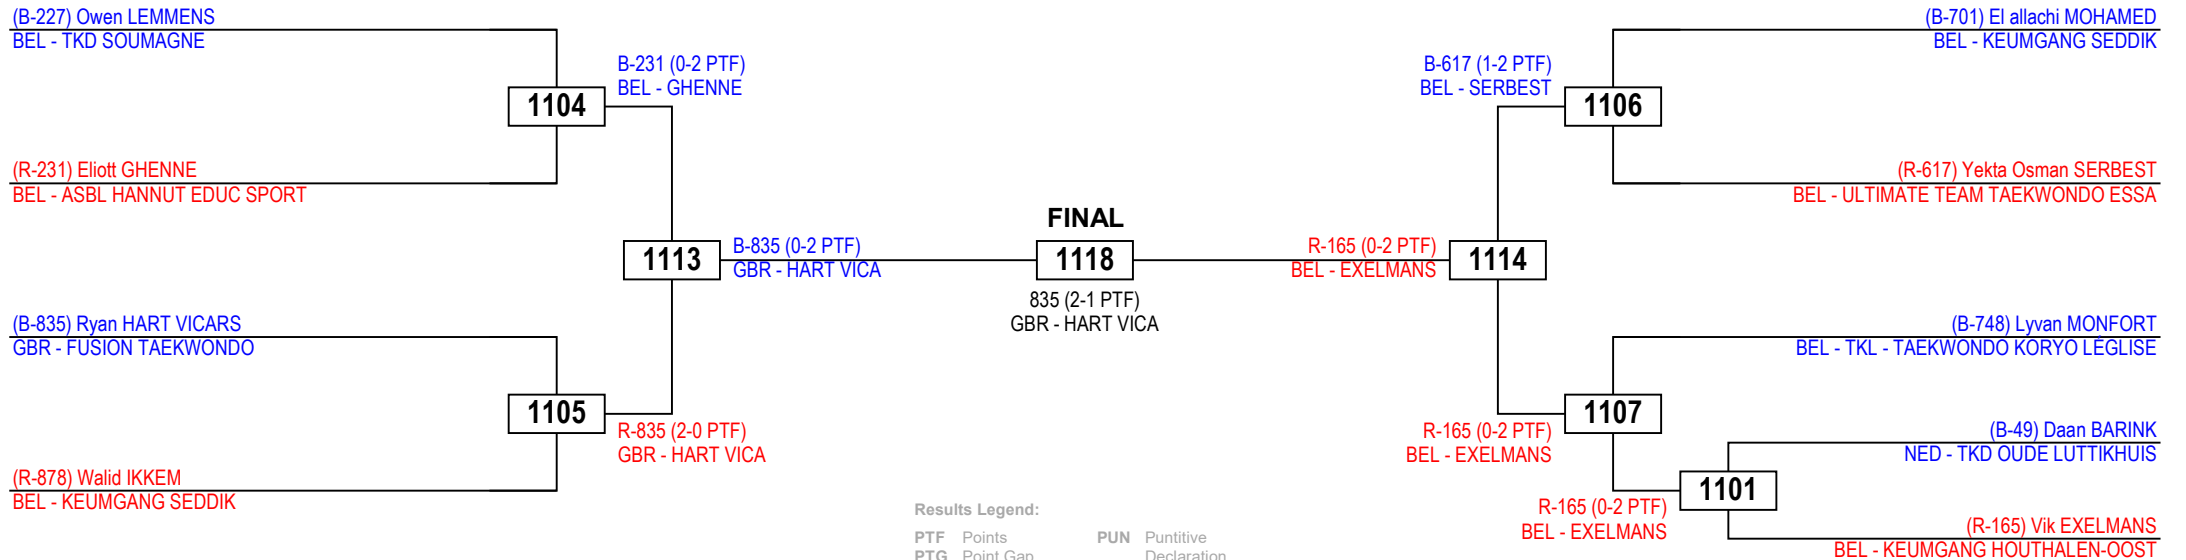 (B-227) Owen LEMMENS
BEL - TKD SOUMAGNE
B-231 (0-2 PTF)
BEL - GHENNE
1104
(R-231) Eliott GHENNE
BEL - ASBL HANNUT EDUC SPORT
1113
B-835 (0-2 PTF)
GBR - HART VICA
(B-835) Ryan HART VICARS
GBR - FUSION TAEKWONDO
1105
R-835 (2-0 PTF)
GBR - HART VICA
(R-878) Walid IKKEM
BEL - KEUMGANG SEDDIK
FINAL
1118
835 (2-1 PTF)
GBR - HART VICA
(B-701) El allachi MOHAMED
BEL - KEUMGANG SEDDIK
B-617 (1-2 PTF)
BEL - SERBEST
1106
(R-617) Yekta Osman SERBEST
BEL - ULTIMATE TEAM TAEKWONDO ESSA
R-165 (0-2 PTF)
BEL - EXELMANS
1114
(B-748) Lyvan MONFORT
BEL - TKL - TAEKWONDO KORYO LÉGLISE
1107
R-165 (0-2 PTF)
BEL - EXELMANS
(B-49) Daan BARINK
NED - TKD OUDE LUTTIKHUIS
1101
R-165 (0-2 PTF)
BEL - EXELMANS
(R-165) Vik EXELMANS
BEL - KEUMGANG HOUTHALEN-OOST
Results Legend:
PTF Points PUN Puntitive
PTG Point Gap Declaration